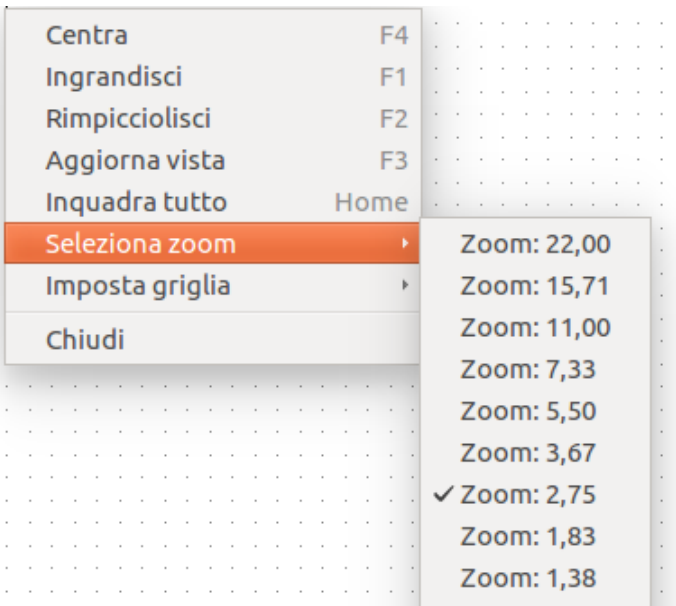 Centra F4
Ingrandisci F1
Rimpicciolisci F2
Aggiorna vista F3
Inquadra tutto Home
Seleziona zoom
Imposta griglia
Chiudi
Zoom: 22,00
Zoom: 15,71
Zoom: 11,00
Zoom: 7,33
Zoom: 5,50
Zoom: 3,67
Zoom: 2,75
Zoom: 1,83
Zoom: 1,38